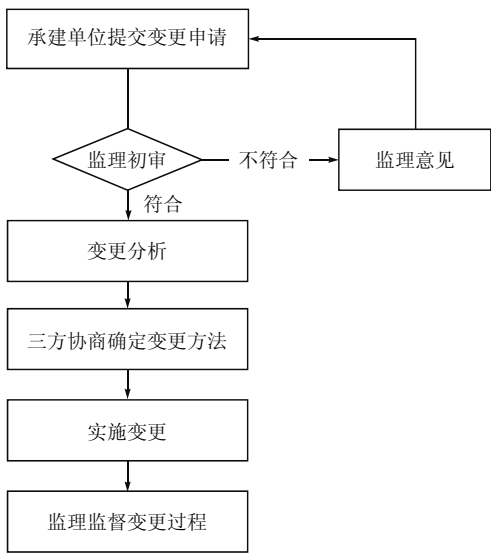 承建单位提交变更申请
监理初审
不符合
监理意见
符合
变更分析
三方协商确定变更方法
实施变更
监理监督变更过程